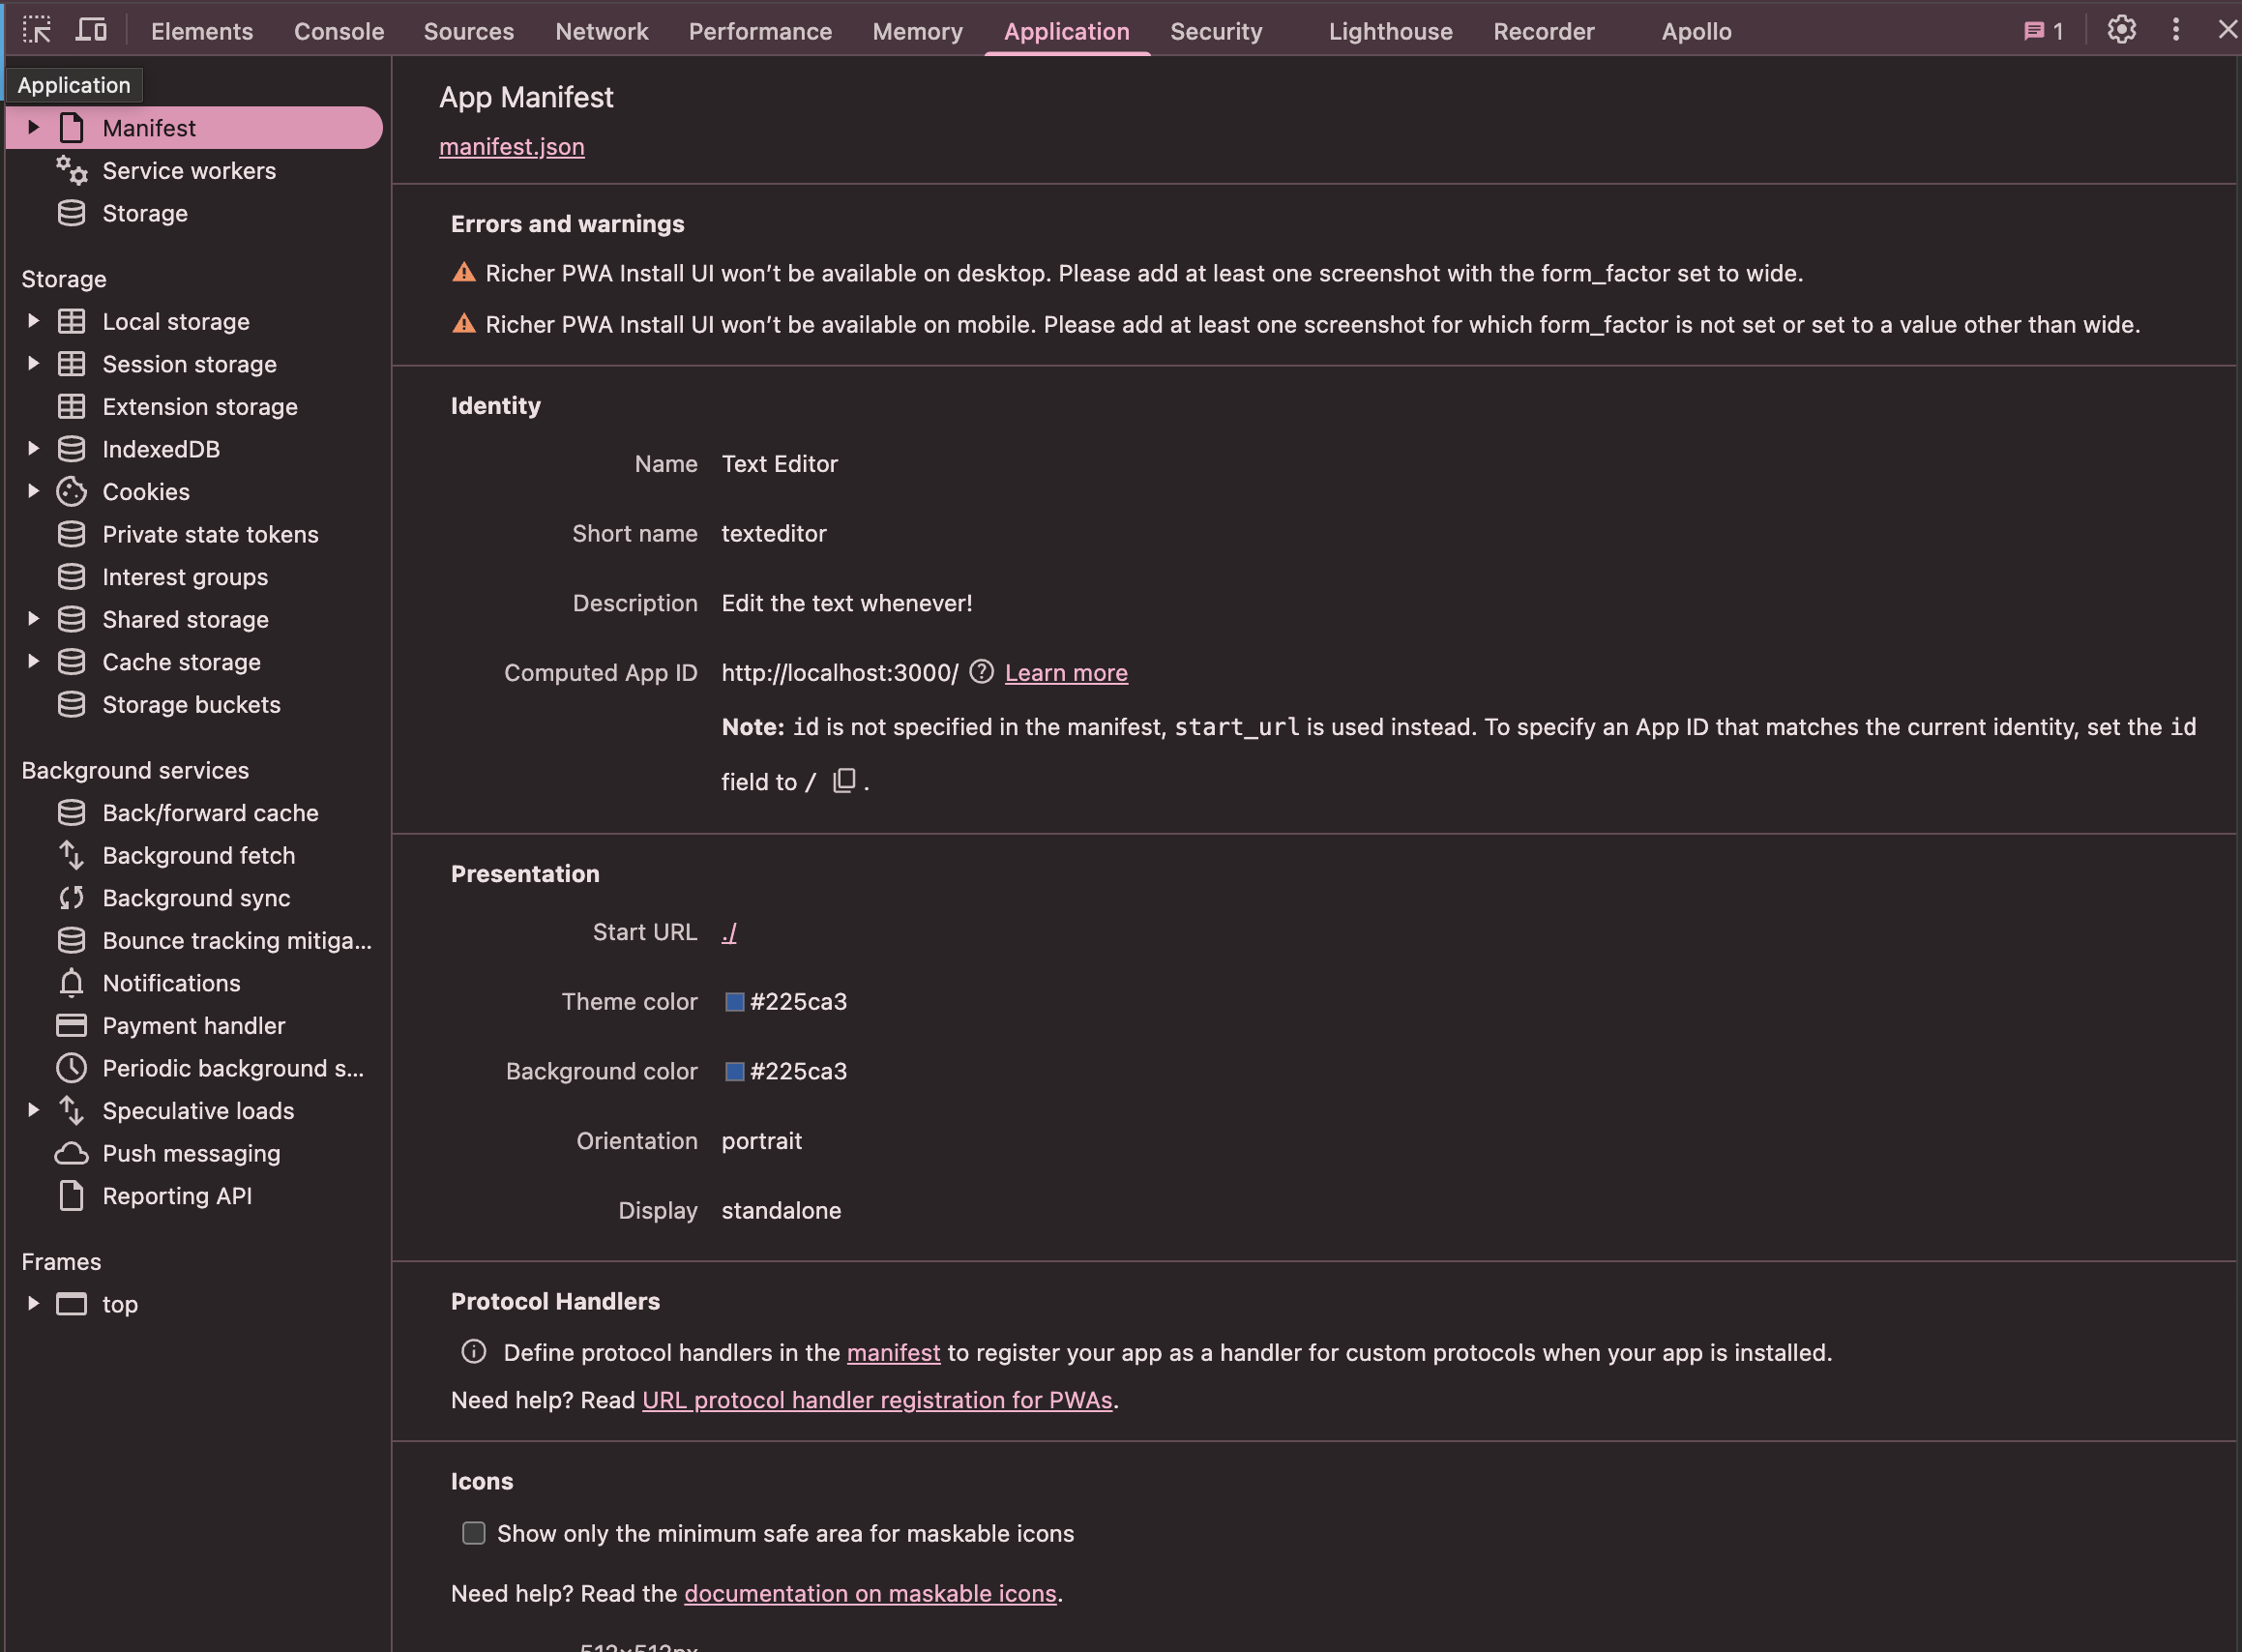 Elements Console Sources Network Performance Memory Application Security Lighthouse Recorder Apollo 1
Application
Manifest
Service workers
Storage
Storage
Local storage
Session storage
Extension storage
IndexedDB
Cookies
Private state tokens
Interest groups
Shared storage
Cache storage
Storage buckets
Background services
Back/forward cache
Background fetch
Background sync
Bounce tracking mitiga...
Notifications
Payment handler
Periodic background s...
Speculative loads
Push messaging
Reporting API
Frames
top
App Manifest
manifest.json
Errors and warnings
Richer PWA Install UI won’t be available on desktop. Please add at least one screenshot with the form_factor set to wide.
Richer PWA Install UI won’t be available on mobile. Please add at least one screenshot for which form_factor is not set or set to a value other than wide.
Identity
Name Text Editor
Short name texteditor
Description Edit the text whenever!
Computed App ID http://localhost:3000/ Learn more
Note: id is not specified in the manifest, start_url is used instead. To specify an App ID that matches the current identity, set the id
field to / .
Presentation
Start URL ./
Theme color #225ca3
Background color #225ca3
Orientation portrait
Display standalone
Protocol Handlers
Define protocol handlers in the manifest to register your app as a handler for custom protocols when your app is installed.
Need help? Read URL protocol handler registration for PWAs.
Icons
Show only the minimum safe area for maskable icons
Need help? Read the documentation on maskable icons.
512×512px